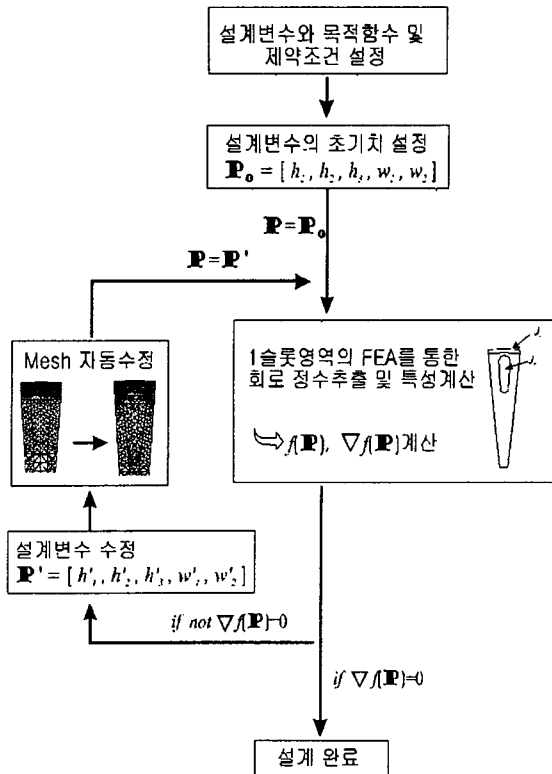 설계변수와 목적함수 및
제약조건 설정
설계변수의 초기치 설정
𝐏₀ = [ h₁, h₂, h₃, w₁, w₂ ]
𝐏=𝐏₀
𝐏=𝐏'
Mesh 자동수정
1슬롯영역의 FEA를 통한
회로 정수추출 및 특성계산
f(𝐏), ∇f(𝐏)계산
설계변수 수정
𝐏' = [ h'₁, h'₂, h'₃, w'₁, w'₂ ]
if not ∇f(𝐏)=0
if ∇f(𝐏)=0
설계 완료